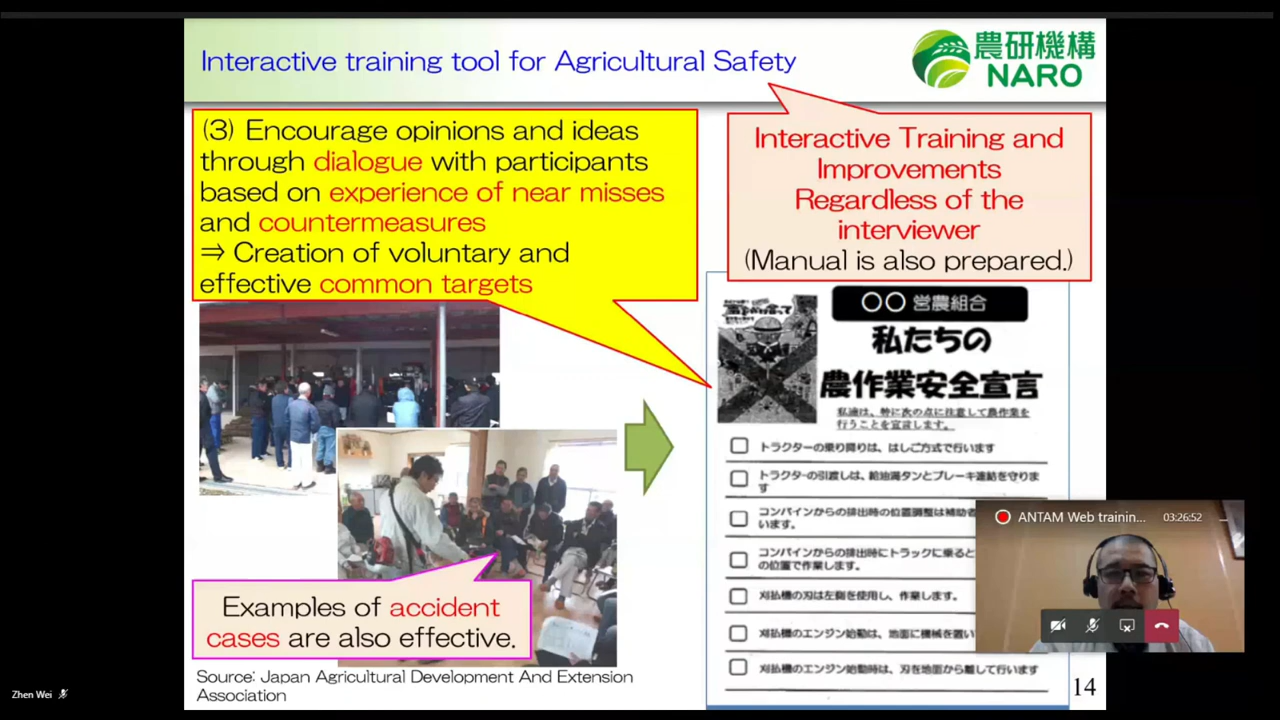 Interactive training tool for Agricultural Safety
農研機構
NARO
(3) Encourage opinions and ideas
through dialogue with participants
based on experience of near misses
and countermeasures
⇒ Creation of voluntary and
effective common targets
Interactive Training and
Improvements
Regardless of the
interviewer
(Manual is also prepared.)
〇〇 営農組合
私たちの
農作業安全宣言
私達は、特に次の点に注意して農作業を
行うことを宣言します。
トラクターの乗り降りは、はしご方式で行います
トラクターの引渡しは、給油満タンとブレーキ連結を守りま
す
コンバインからの排出時の位置調整は補助者
います。
コンバインからの排出時にトラックに乗ると
の位置で作業します。
刈払機の刃は左側を使用し、作業します。
刈払機のエンジン始動は、地面に機械を置い
刈払機のエンジン始動時は、刃を地面から離して行います
Examples of accident
cases are also effective.
Source: Japan Agricultural Development And Extension
Association
14
ANTAM Web trainin... 03:26:52
Zhen Wei